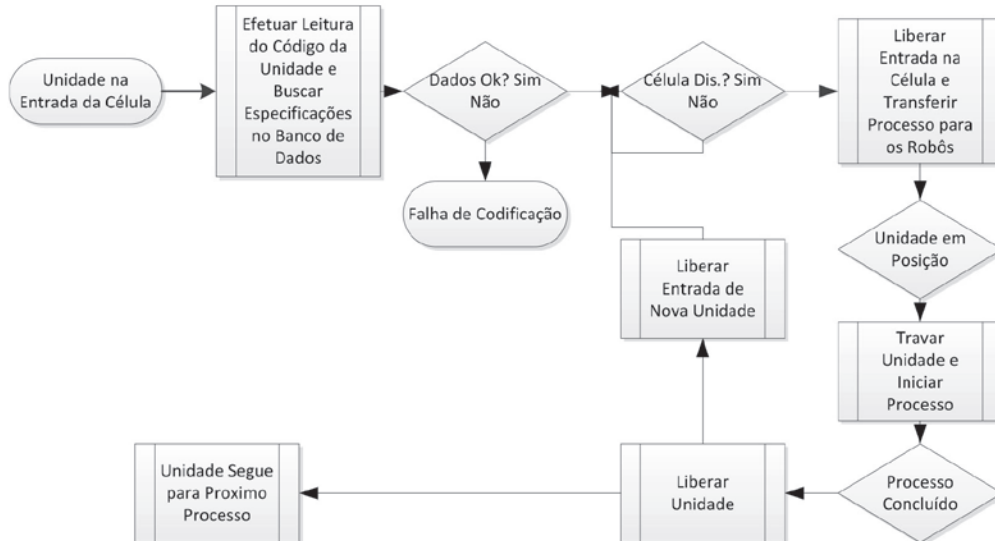 Unidade na
Entrada da Célula
Efetuar Leitura
do Código da
Unidade e
Buscar
Especificações
no Banco de
Dados
Dados Ok? Sim
Não
Célula Dis.? Sim
Não
Liberar
Entrada na
Célula e
Transferir
Processo para
os Robôs
Falha de Codificação
Unidade em
Posição
Liberar
Entrada de
Nova Unidade
Travar
Unidade e
Iniciar
Processo
Unidade Segue
para Proximo
Processo
Liberar
Unidade
Processo
Concluído